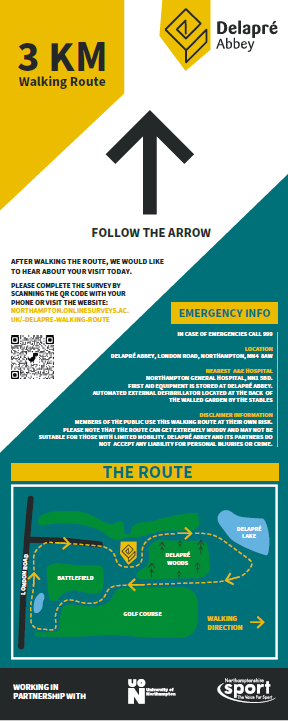 3 KM
Walking Route
Delapré
Abbey
FOLLOW THE ARROW
AFTER WALKING THE ROUTE, WE WOULD LIKE
TO HEAR ABOUT YOUR VISIT TODAY.
PLEASE COMPLETE THE SURVEY BY
SCANNING THE QR CODE WITH YOUR
PHONE OR VISIT THE WEBSITE:
NORTHAMPTON.ONLINESURVEYS.AC.
UK/-DELAPRE-WALKING-ROUTE
EMERGENCY INFO
IN CASE OF EMERGENCIES CALL 999
LOCATION
DELAPRÉ ABBEY, LONDON ROAD, NORTHAMPTON, NN4 8AW
NEAREST A&E HOSPITAL
NORTHAMPTON GENERAL HOSPITAL, NN1 5BD.
FIRST AID EQUIPMENT IS STORED AT DELAPRÉ ABBEY.
AUTOMATED EXTERNAL DEFIBRILLATOR LOCATED AT THE BACK OF
THE WALLED GARDEN BY THE STABLES
DISCLAIMER INFORMATION
MEMBERS OF THE PUBLIC USE THIS WALKING ROUTE AT THEIR OWN RISK.
PLEASE NOTE THAT THE ROUTE CAN GET EXTREMELY MUDDY AND MAY NOT BE
SUITABLE FOR THOSE WITH LIMITED MOBILITY. DELAPRÉ ABBEY AND ITS PARTNERS DO
NOT ACCEPT ANY LIABILITY FOR PERSONAL INJURIES OR CRIME.
THE ROUTE
DELAPRÉ
LAKE
LONDON ROAD
DELAPRÉ
WOODS
BATTLEFIELD
GOLF COURSE
WALKING
DIRECTION
WORKING IN
PARTNERSHIP WITH
UON
University of
Northampton
Northamptonshire
sport
The Voice For Sport